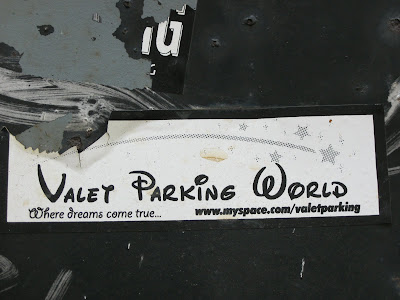 VALET PARKING WORLD
Where dreams come true...
www.myspace.com/valetparking